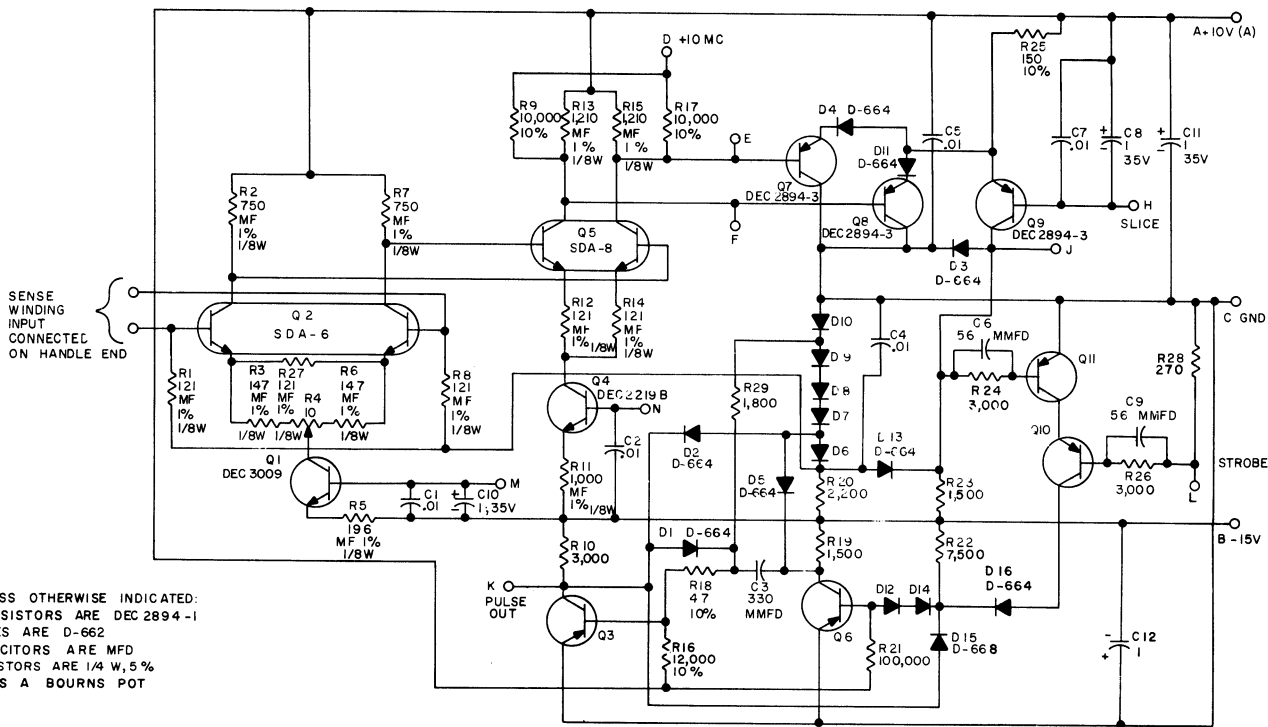 A+10V (A)
D +10 MC
R25
150
10%
R9
10,000
10%
R13
1,210
MF
1 %
1/8W
R15
1,210
MF
1 %
1/8W
R17
10,000
10%
D4 D-664
E
C5
.01
C7
.01
C8
1
35V
C11
1
35V
D11
D-664
Q7
DEC 2894-3
Q8
DEC 2894-3
Q9
DEC 2894-3
H
SLICE
R2
750
MF
1%
1/8W
R7
750
MF
1%
1/8W
Q5
SDA-8
F
D3
D-664
J
SENSE
WINDING
INPUT
CONNECTED
ON HANDLE END
Q2
SDA-6
R12
121
MF
1%
1/8W
R14
121
MF
1%
C GND
D10
D9
D8
D7
D6
C4
.01
C6
56 MMFD
Q11
R28
270
R1
121
MF
1%
1/8W
R3
147
MF
1%
1/8W
R27
121
MF
1%
1/8W
R4
10
R6
147
MF
1%
1/8W
R8
121
MF
1%
1/8W
Q4
DEC 2219 B
N
R29
1,800
R24
3,000
Q10
C9
56 MMFD
C2
.01
D2
D-664
D13
D-664
D5
D-664
R20
2,200
R23
1,500
R26
3,000
STROBE
L
Q1
DEC 3009
M
R11
1,000
MF
1%
1/8W
R5
196
MF 1%
1/8W
C1
.01
C10
1,35V
B -15V
R10
3,000
D1 D-664
R19
1,500
R22
7,500
K
PULSE
OUT
R18
47
10%
C3
330
MMFD
D12 D14
D16
D-664
Q3
Q6
R16
12,000
10%
R21
100,000
D15
D-668
C12
1
SS OTHERWISE INDICATED:
SISTORS ARE DEC 2894-1
ES ARE D-662
CITORS ARE MFD
STORS ARE 1/4 W, 5%
S A BOURNS POT